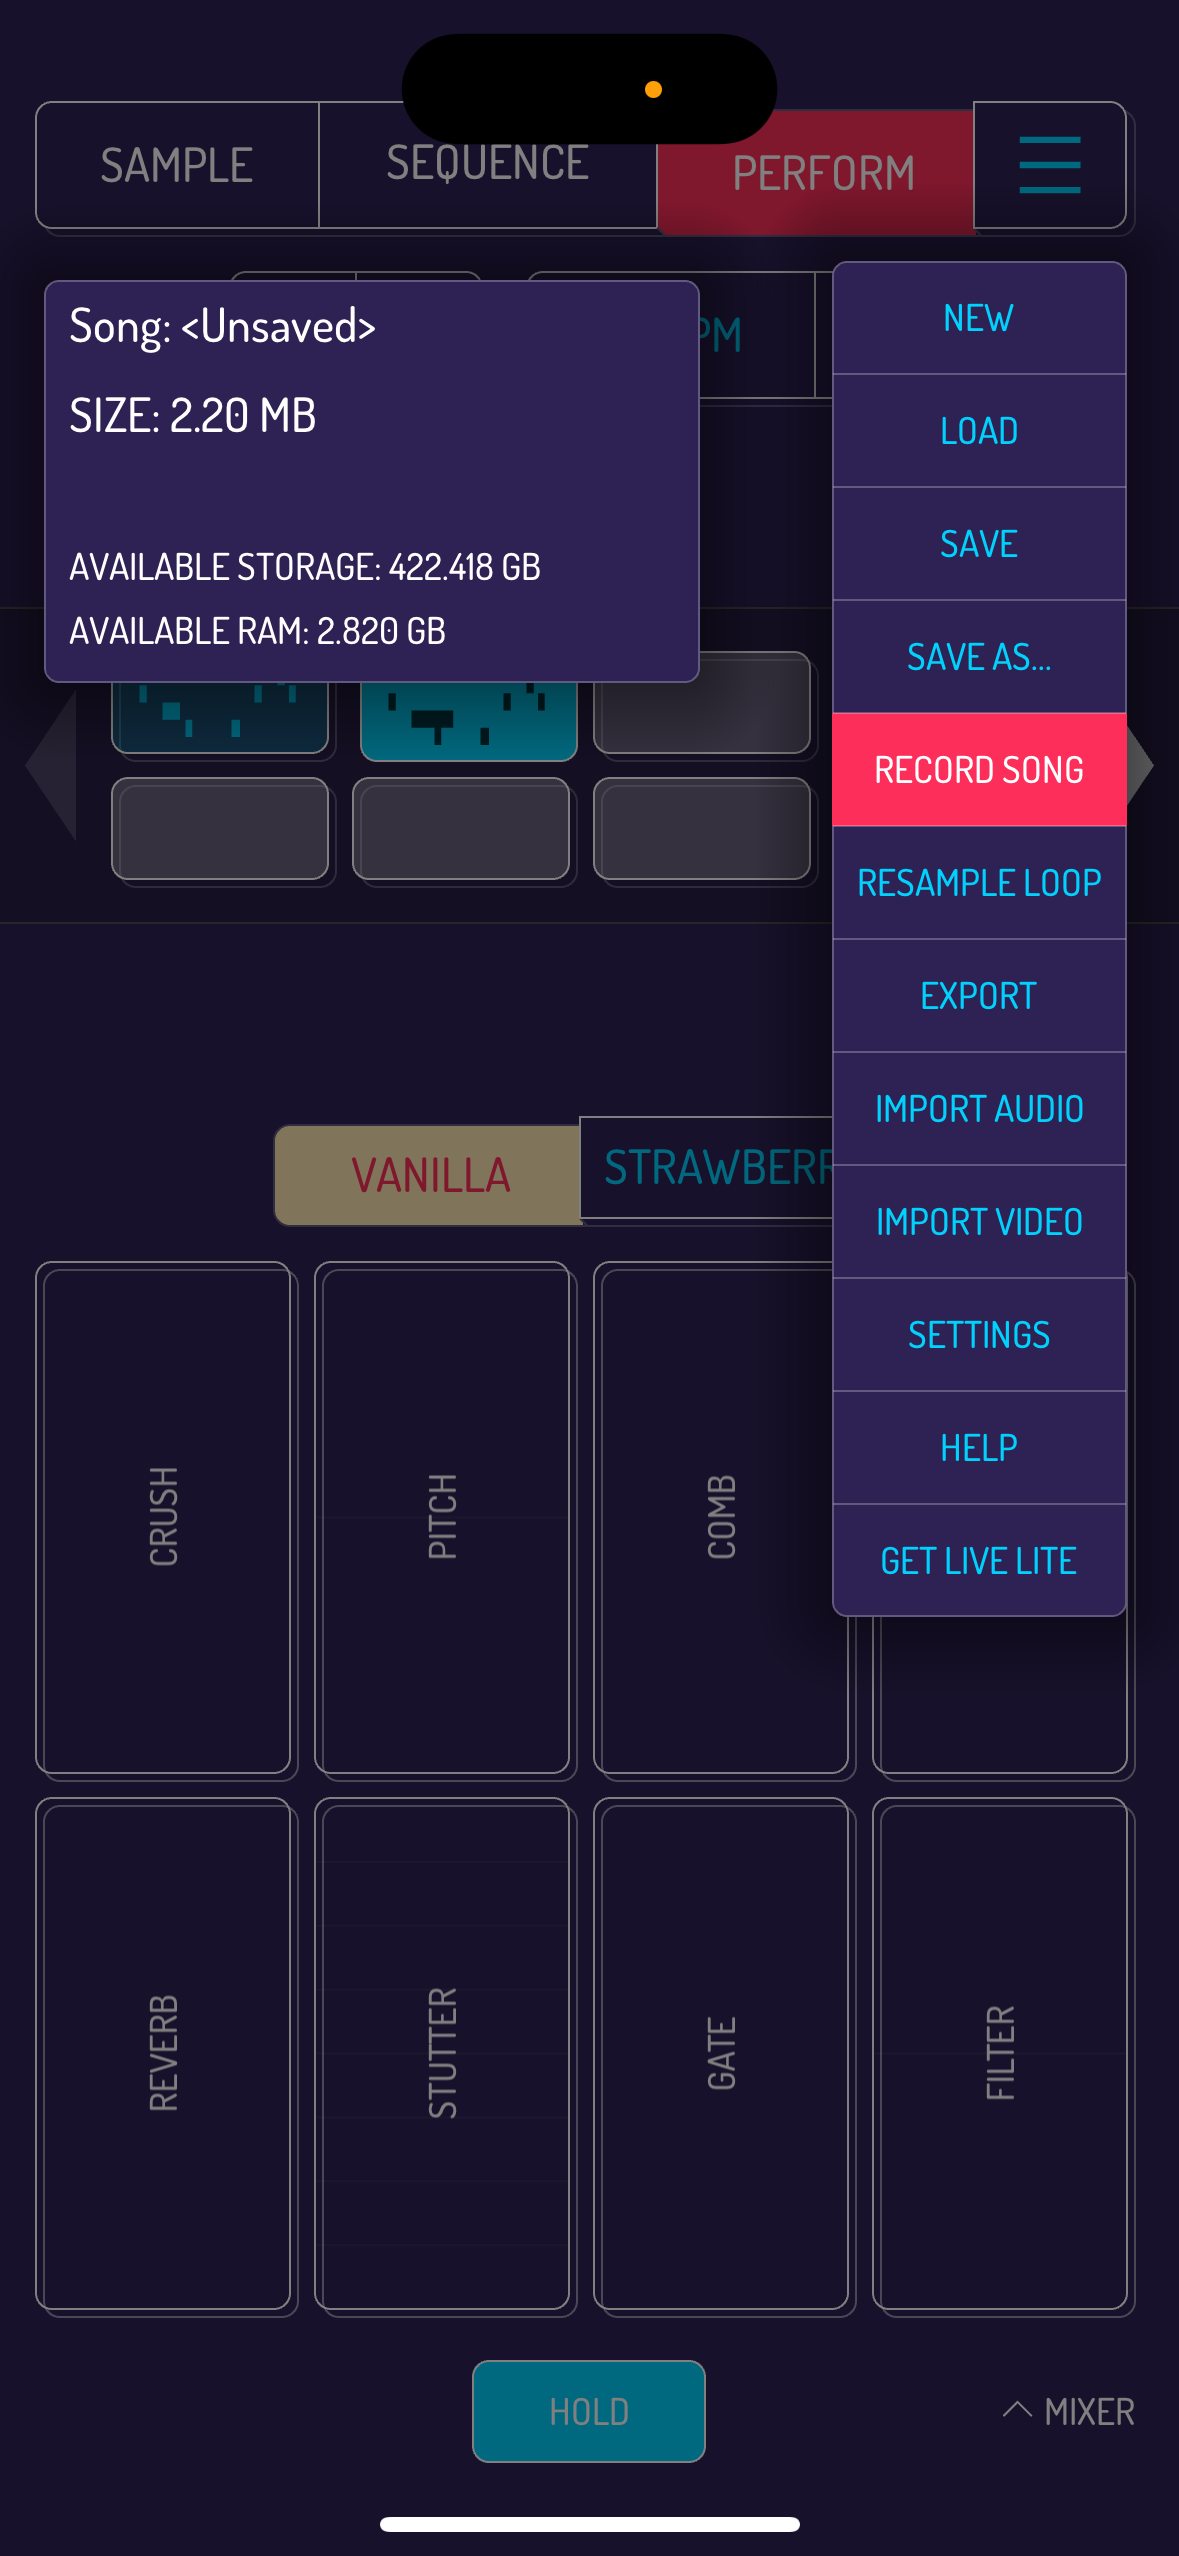 SAMPLE
SEQUENCE
PERFORM
Song: <Unsaved>
SIZE: 2.20 MB
AVAILABLE STORAGE: 422.418 GB
AVAILABLE RAM: 2.820 GB
NEW
LOAD
SAVE
SAVE AS...
RECORD SONG
RESAMPLE LOOP
EXPORT
IMPORT AUDIO
IMPORT VIDEO
SETTINGS
HELP
GET LIVE LITE
VANILLA
CRUSH
PITCH
COMB
REVERB
STUTTER
GATE
FILTER
HOLD
MIXER